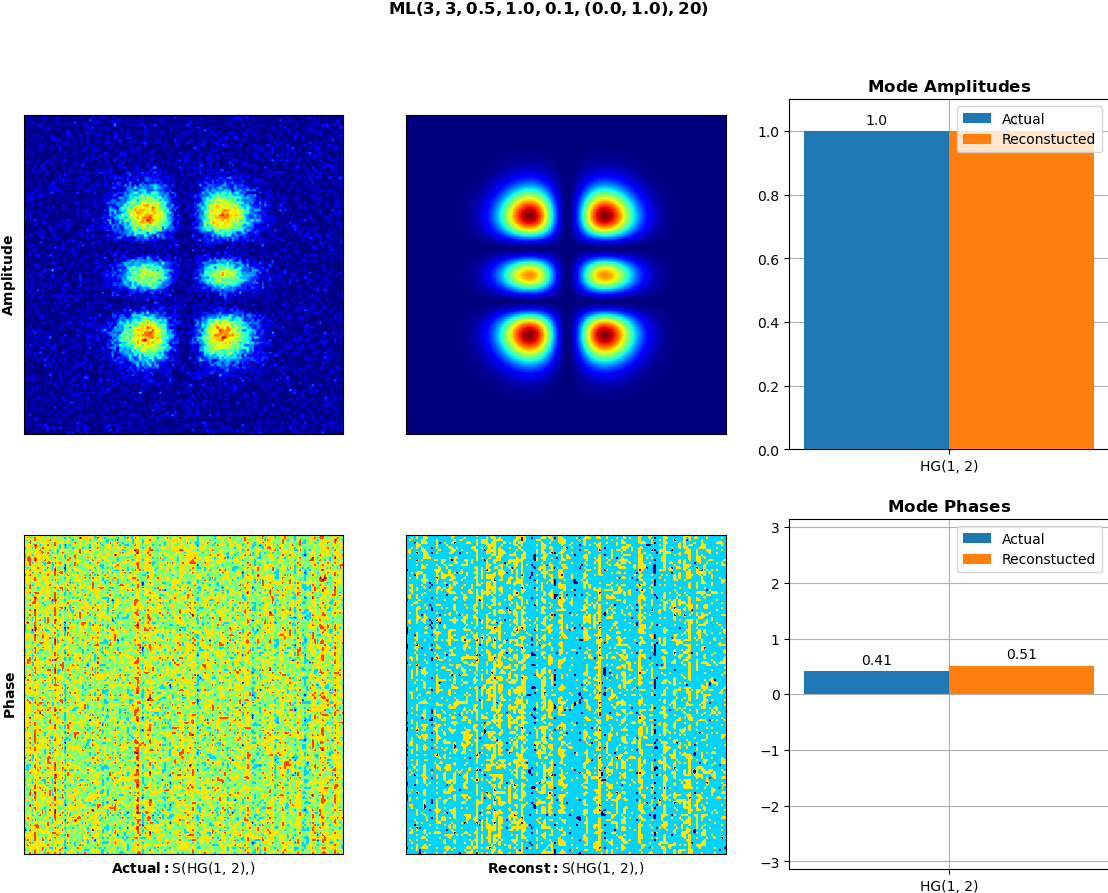 ML(3, 3, 0.5, 1.0, 0.1, (0.0, 1.0), 20)
Amplitude
Mode Amplitudes
1.0
Actual
Reconstucted
1.0
0.8
0.6
0.4
0.2
0.0
HG(1, 2)
Phase
Actual: S(HG(1, 2),)
Reconst: S(HG(1, 2),)
Mode Phases
Actual
Reconstucted
3
2
1
0
−1
−2
−3
0.41
0.51
HG(1, 2)